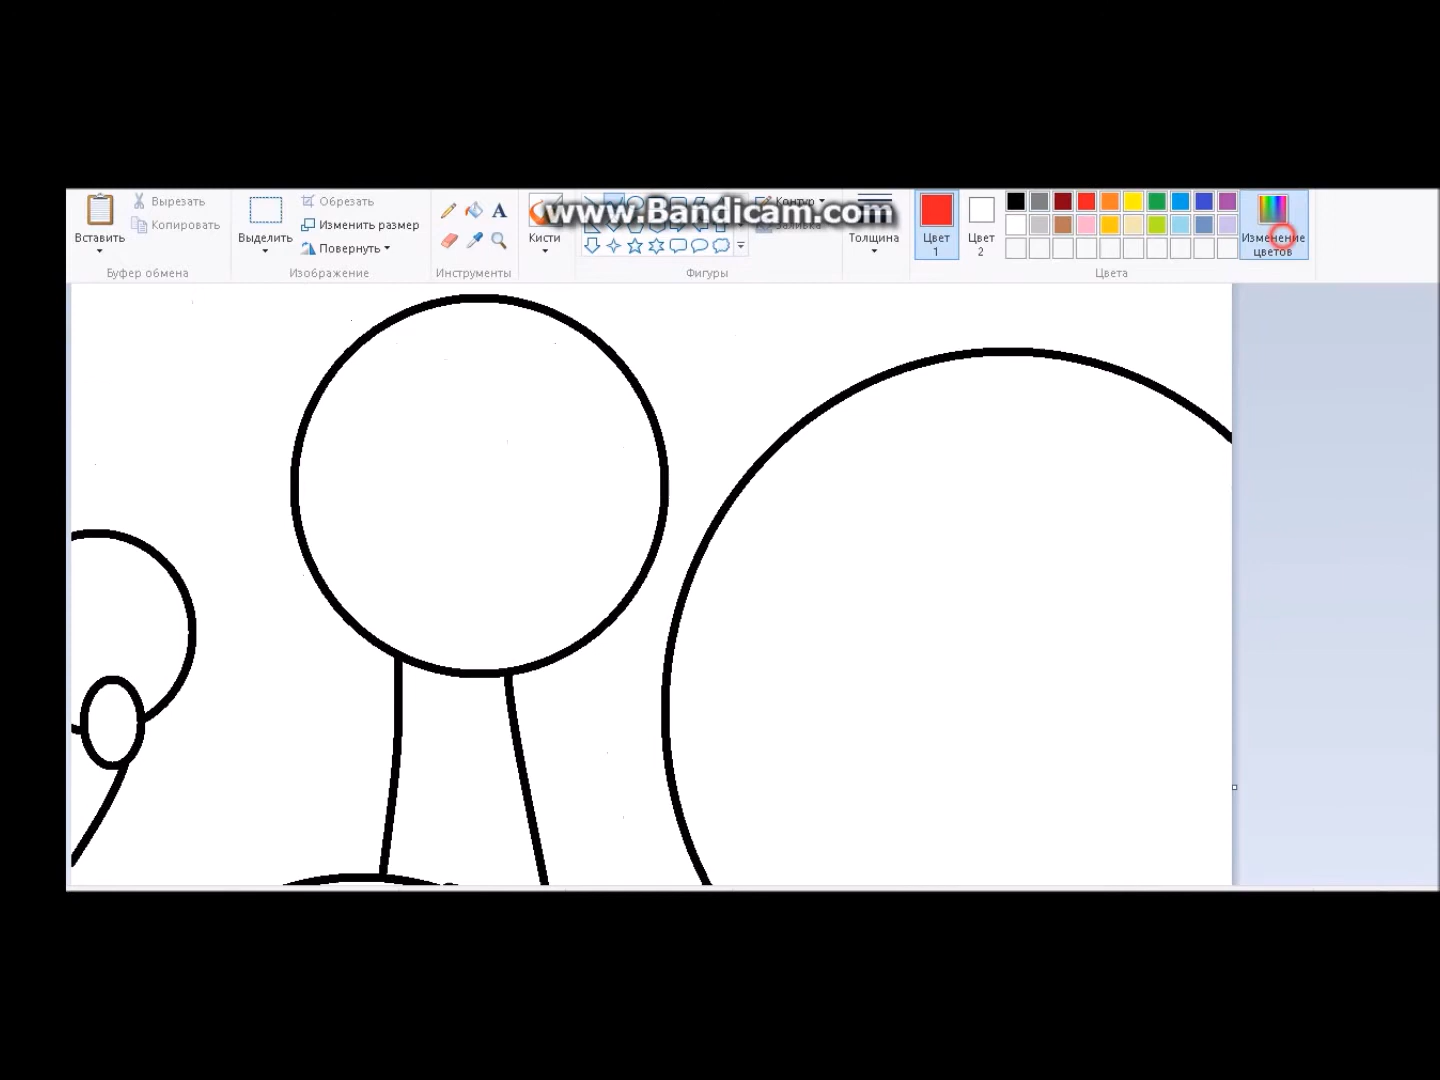 www.Bandicam.com
Вставить
Вырезать
Копировать
Буфер обмена
Выделить
Обрезать
Изменить размер
Повернуть
Изображение
A
Инструменты
Кисти
Контур
Заливка
Фигуры
Толщина
Цвет
1
Цвет
2
Цвета
Изменение
цветов